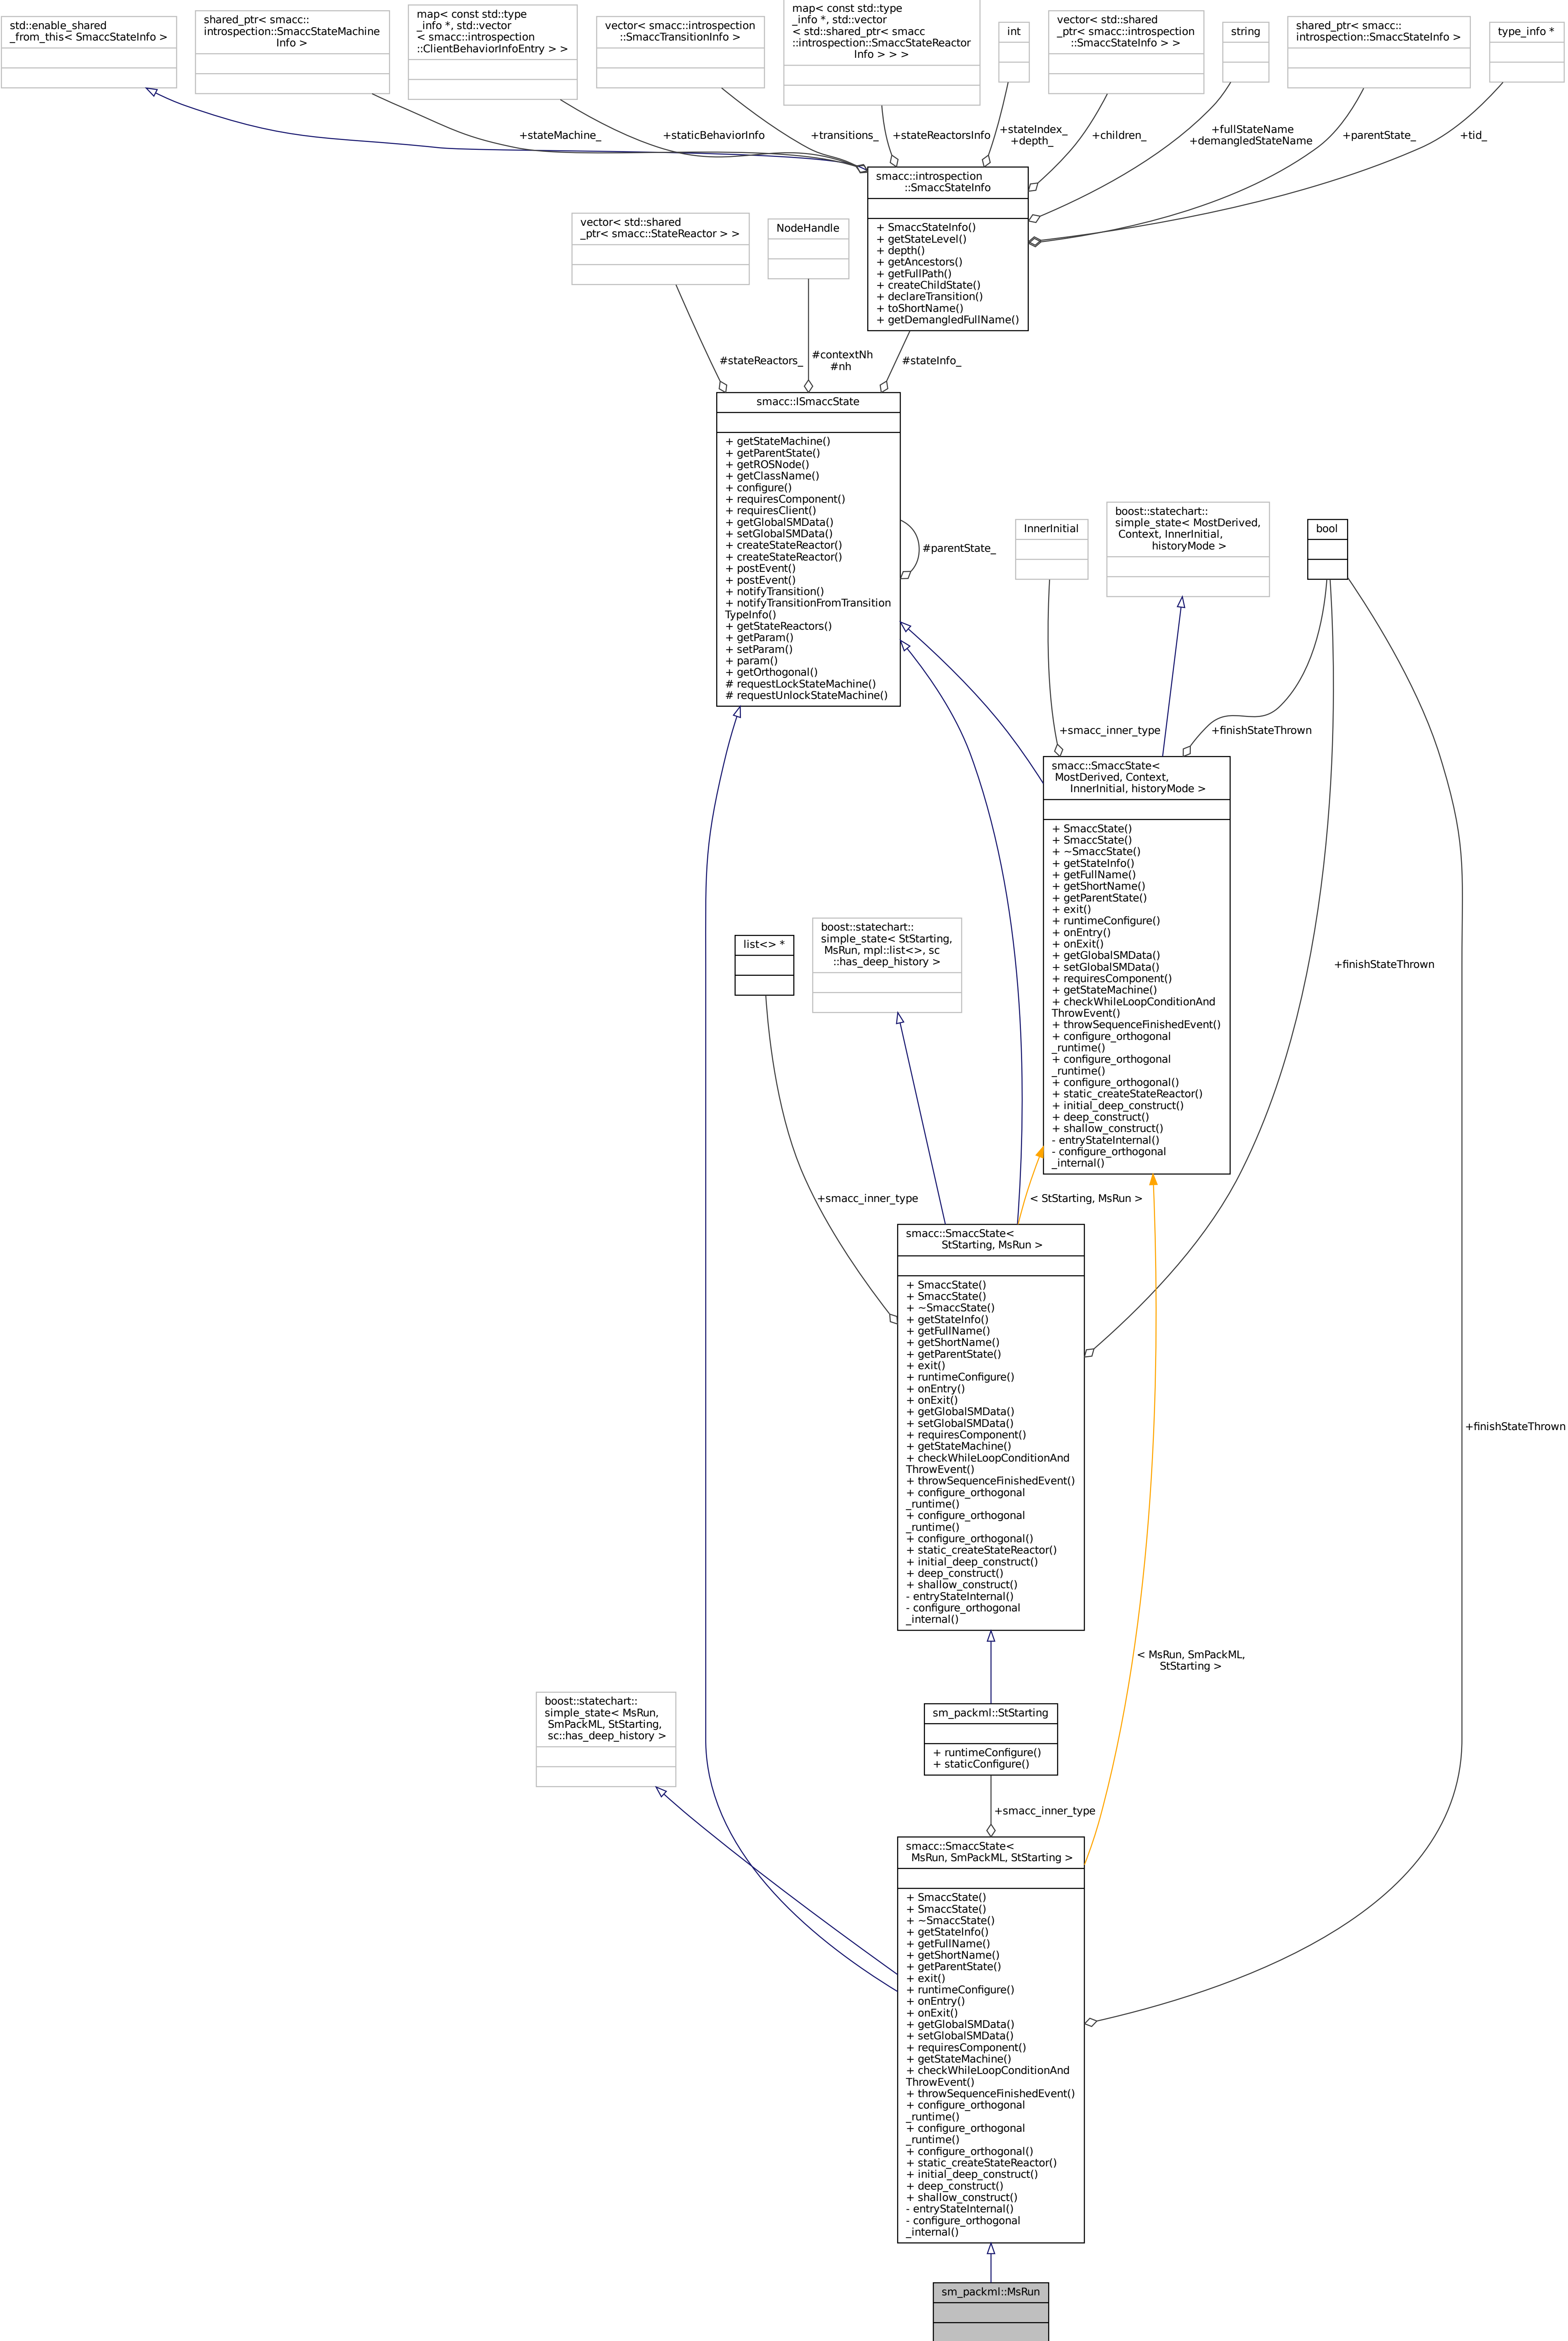 std::enable_shared
_from_this< SmaccStateInfo >
shared_ptr< smacc::
introspection::SmaccStateMachine
Info >
map< const std::type
_info *, std::vector
< smacc::introspection
::ClientBehaviorInfoEntry > >
vector< smacc::introspection
::SmaccTransitionInfo >
map< const std::type
_info *, std::vector
< std::shared_ptr< smacc
::introspection::SmaccStateReactor
Info > > >
int
vector< std::shared
_ptr< smacc::introspection
::SmaccStateInfo > >
string
shared_ptr< smacc::
introspection::SmaccStateInfo >
type_info *
+stateMachine_
+staticBehaviorInfo
+transitions_
+stateReactorsInfo
+stateIndex_
+depth_
+children_
+fullStateName
+demangledStateName
+parentState_
+tid_
smacc::introspection
::SmaccStateInfo
+ SmaccStateInfo()
+ getStateLevel()
+ depth()
+ getAncestors()
+ getFullPath()
+ createChildState()
+ declareTransition()
+ toShortName()
+ getDemangledFullName()
vector< std::shared
_ptr< smacc::StateReactor > >
NodeHandle
#stateReactors_
#contextNh
#nh
#stateInfo_
smacc::ISmaccState
+ getStateMachine()
+ getParentState()
+ getROSNode()
+ getClassName()
+ configure()
+ requiresComponent()
+ requiresClient()
+ getGlobalSMData()
+ setGlobalSMData()
+ createStateReactor()
+ createStateReactor()
+ postEvent()
+ postEvent()
+ notifyTransition()
+ notifyTransitionFromTransition
TypeInfo()
+ getStateReactors()
+ getParam()
+ setParam()
+ param()
+ getOrthogonal()
# requestLockStateMachine()
# requestUnlockStateMachine()
#parentState_
InnerInitial
boost::statechart::
simple_state< MostDerived,
Context, InnerInitial,
historyMode >
bool
+smacc_inner_type
+finishStateThrown
smacc::SmaccState<
MostDerived, Context,
InnerInitial, historyMode >
+ SmaccState()
+ SmaccState()
+ ~SmaccState()
+ getStateInfo()
+ getFullName()
+ getShortName()
+ getParentState()
+ exit()
+ runtimeConfigure()
+ onEntry()
+ onExit()
+ getGlobalSMData()
+ setGlobalSMData()
+ requiresComponent()
+ getStateMachine()
+ checkWhileLoopConditionAnd
ThrowEvent()
+ throwSequenceFinishedEvent()
+ configure_orthogonal
_runtime()
+ configure_orthogonal
_runtime()
+ configure_orthogonal()
+ static_createStateReactor()
+ initial_deep_construct()
+ deep_construct()
+ shallow_construct()
- entryStateInternal()
- configure_orthogonal
_internal()
list<> *
boost::statechart::
simple_state< StStarting,
MsRun, mpl::list<>, sc
::has_deep_history >
+finishStateThrown
+smacc_inner_type
< StStarting, MsRun >
smacc::SmaccState<
StStarting, MsRun >
+ SmaccState()
+ SmaccState()
+ ~SmaccState()
+ getStateInfo()
+ getFullName()
+ getShortName()
+ getParentState()
+ exit()
+ runtimeConfigure()
+ onEntry()
+ onExit()
+ getGlobalSMData()
+ setGlobalSMData()
+ requiresComponent()
+ getStateMachine()
+ checkWhileLoopConditionAnd
ThrowEvent()
+ throwSequenceFinishedEvent()
+ configure_orthogonal
_runtime()
+ configure_orthogonal
_runtime()
+ configure_orthogonal()
+ static_createStateReactor()
+ initial_deep_construct()
+ deep_construct()
+ shallow_construct()
- entryStateInternal()
- configure_orthogonal
_internal()
+finishStateThrown
< MsRun, SmPackML,
StStarting >
boost::statechart::
simple_state< MsRun,
SmPackML, StStarting,
sc::has_deep_history >
sm_packml::StStarting
+ runtimeConfigure()
+ staticConfigure()
+smacc_inner_type
smacc::SmaccState<
MsRun, SmPackML, StStarting >
+ SmaccState()
+ SmaccState()
+ ~SmaccState()
+ getStateInfo()
+ getFullName()
+ getShortName()
+ getParentState()
+ exit()
+ runtimeConfigure()
+ onEntry()
+ onExit()
+ getGlobalSMData()
+ setGlobalSMData()
+ requiresComponent()
+ getStateMachine()
+ checkWhileLoopConditionAnd
ThrowEvent()
+ throwSequenceFinishedEvent()
+ configure_orthogonal
_runtime()
+ configure_orthogonal
_runtime()
+ configure_orthogonal()
+ static_createStateReactor()
+ initial_deep_construct()
+ deep_construct()
+ shallow_construct()
- entryStateInternal()
- configure_orthogonal
_internal()
sm_packml::MsRun